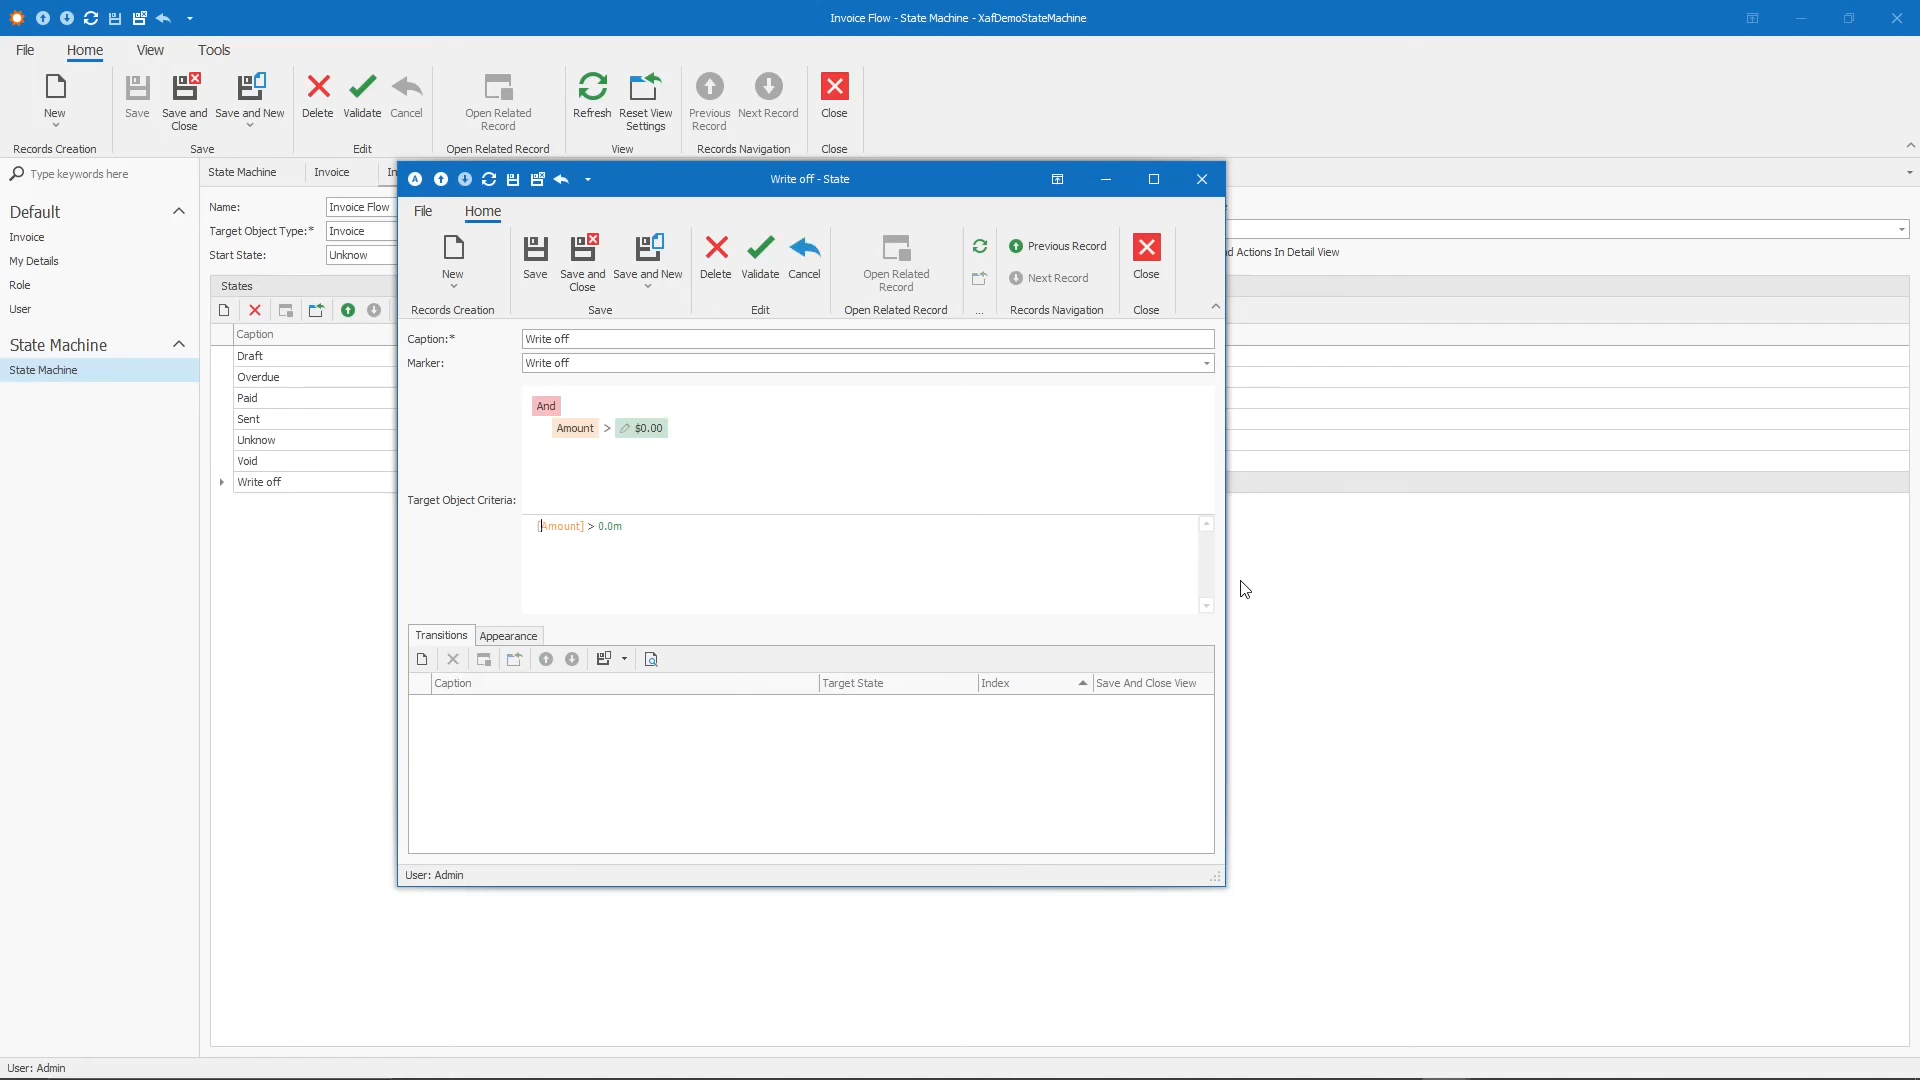 Invoice Flow - State Machine - XafDemoStateMachine
File Home View Tools
New
Save
Save and Close
Save and New
Delete Validate Cancel
Open Related Record
Refresh
Reset View Settings
Previous Record
Next Record
Close
Records Creation Save Edit Open Related Record View Records Navigation Close
Type keywords here
Default
Invoice
My Details
Role
User
State Machine
State Machine
State Machine Invoice In
Name: Invoice Flow
Target Object Type:* Invoice
Start State: Unknow
d Actions In Detail View
States
Caption
Draft
Overdue
Paid
Sent
Unknow
Void
Write off
Write off - State
File Home
New
Save
Save and Close
Save and New
Delete Validate Cancel
Open Related Record
Previous Record
Next Record
Close
Records Creation Save Edit Open Related Record ... Records Navigation Close
Caption:* Write off
Marker: Write off
And
Amount > $0.00
Target Object Criteria:
[Amount] > 0.0m
Transitions Appearance
Caption Target State Index Save And Close View
User: Admin
User: Admin